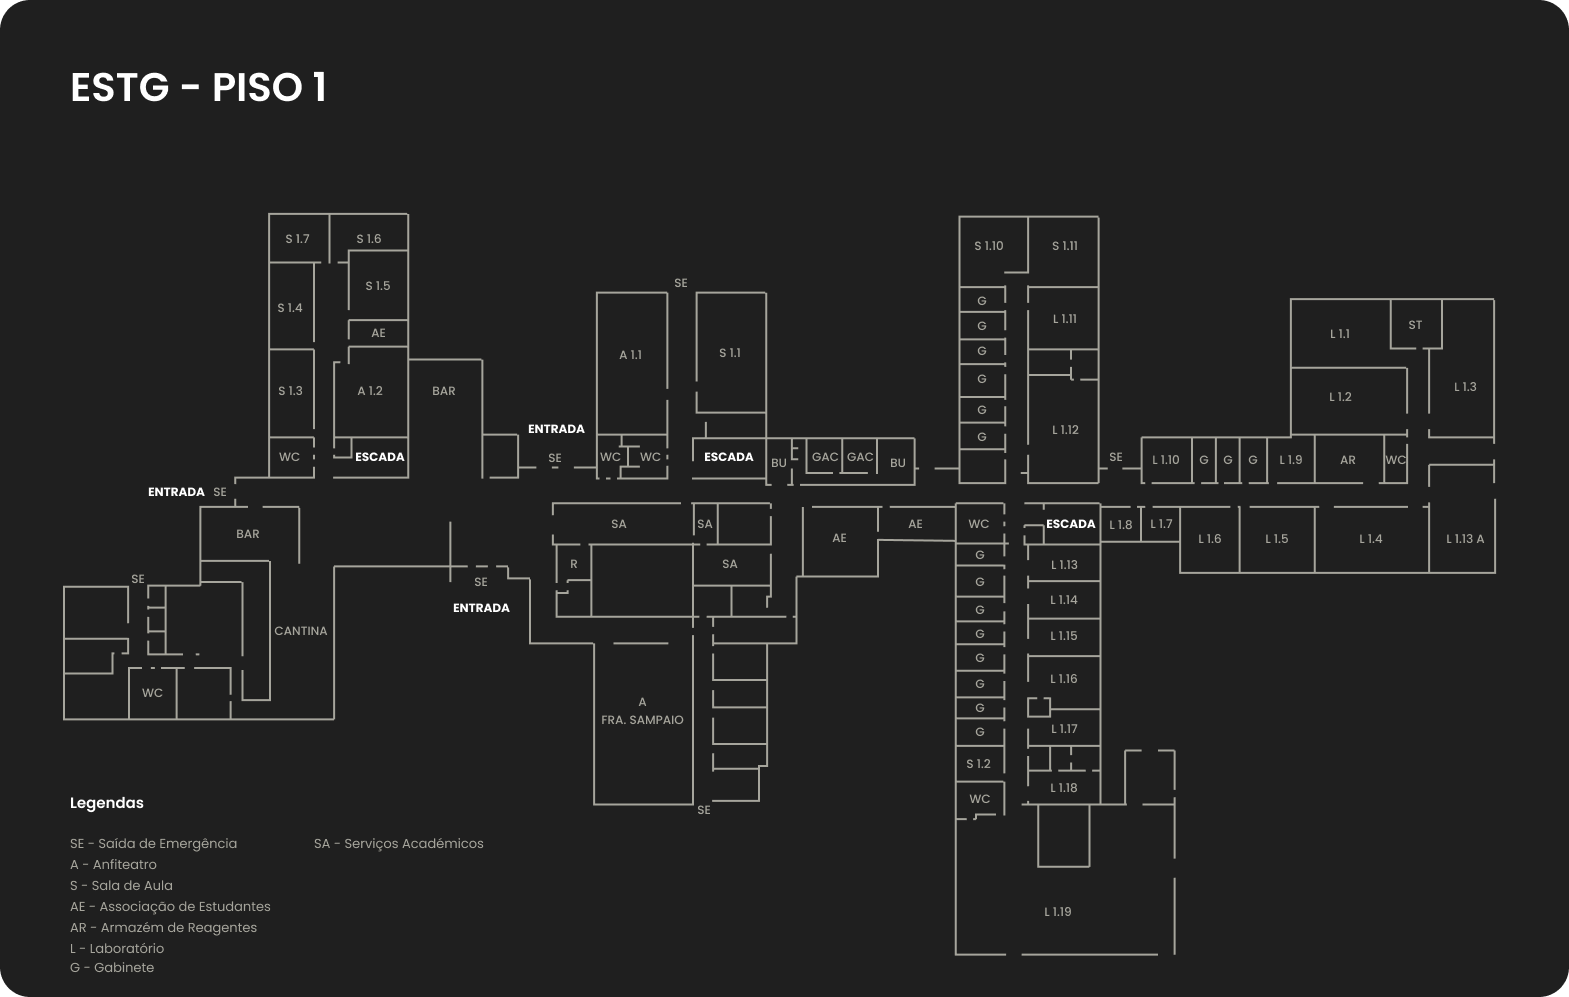 ESTG - PISO 1
S 1.7
S 1.6
S 1.5
S 1.4
AE
S 1.3
A 1.2
BAR
WC
ESCADA
ENTRADA SE
BAR
SE
CANTINA
WC
SE
A 1.1
S 1.1
ENTRADA
SE
WC
WC
ESCADA
BU
GAC
GAC
BU
SA
SA
R
SA
SE
ENTRADA
A
FRA. SAMPAIO
SE
AE
AE
S 1.10
S 1.11
G
G
G
G
G
G
L 1.11
L 1.12
SE
L 1.10
G
G
G
L 1.9
AR
WC
L 1.1
ST
L 1.2
L 1.3
WC
ESCADA
L 1.8
L 1.7
L 1.6
L 1.5
L 1.4
L 1.13 A
G
G
G
G
G
G
G
G
L 1.13
L 1.14
L 1.15
L 1.16
L 1.17
S 1.2
L 1.18
WC
L 1.19
Legendas
SE - Saída de Emergência
A - Anfiteatro
S - Sala de Aula
AE - Associação de Estudantes
AR - Armazém de Reagentes
L - Laboratório
G - Gabinete
SA - Serviços Académicos